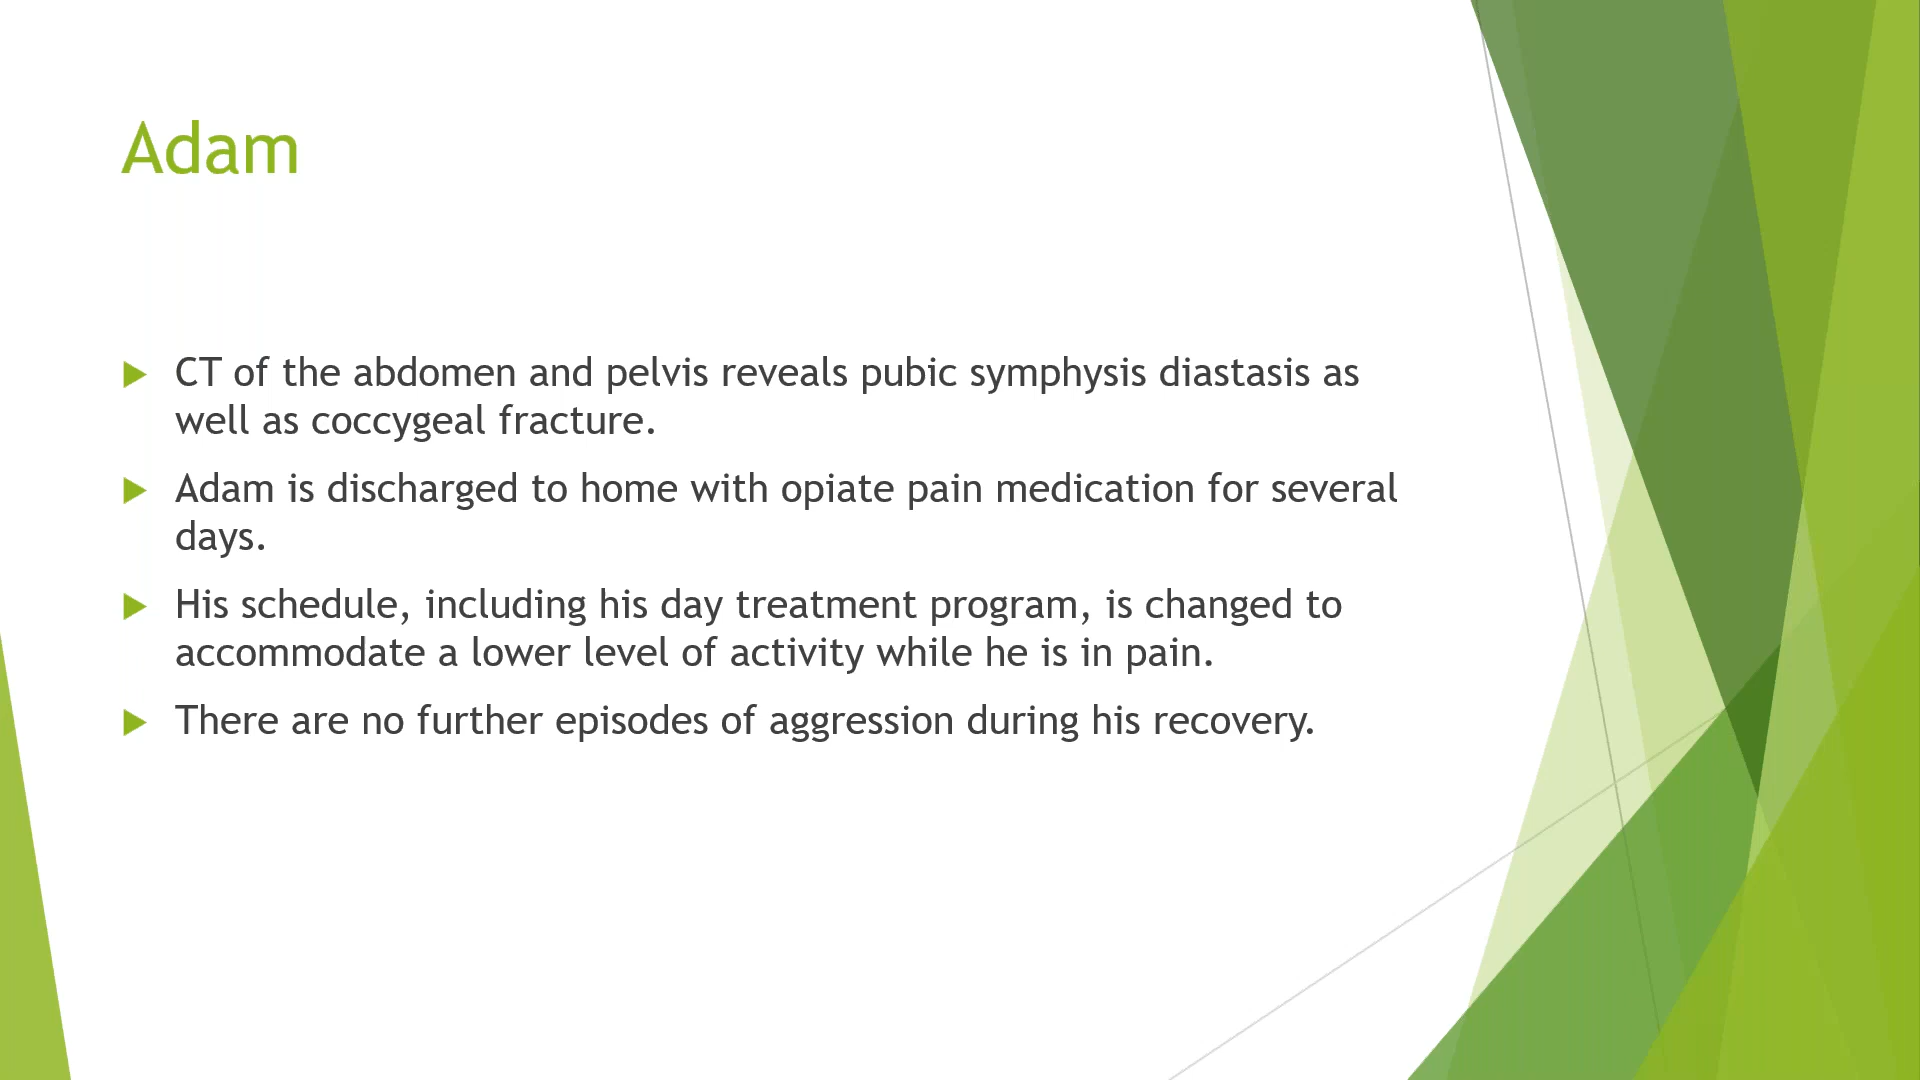 Adam
CT of the abdomen and pelvis reveals pubic symphysis diastasis as
well as coccygeal fracture.
Adam is discharged to home with opiate pain medication for several
days.
His schedule, including his day treatment program, is changed to
accommodate a lower level of activity while he is in pain.
There are no further episodes of aggression during his recovery.